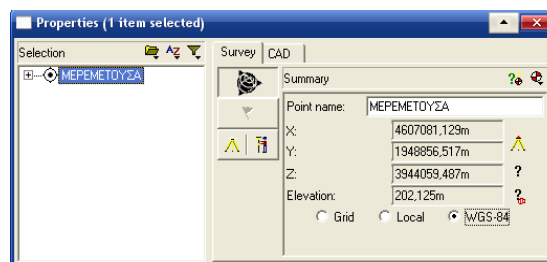 Properties (1 item selected)
Selection
ΜΕΡΕΜΕΤΟΥΣΑ
Survey CAD
Summary
Point name: ΜΕΡΕΜΕΤΟΥΣΑ
X: 4607081,129m
Y: 1948856,517m
Z: 3944059,487m
Elevation: 202,125m
Grid Local WGS-84